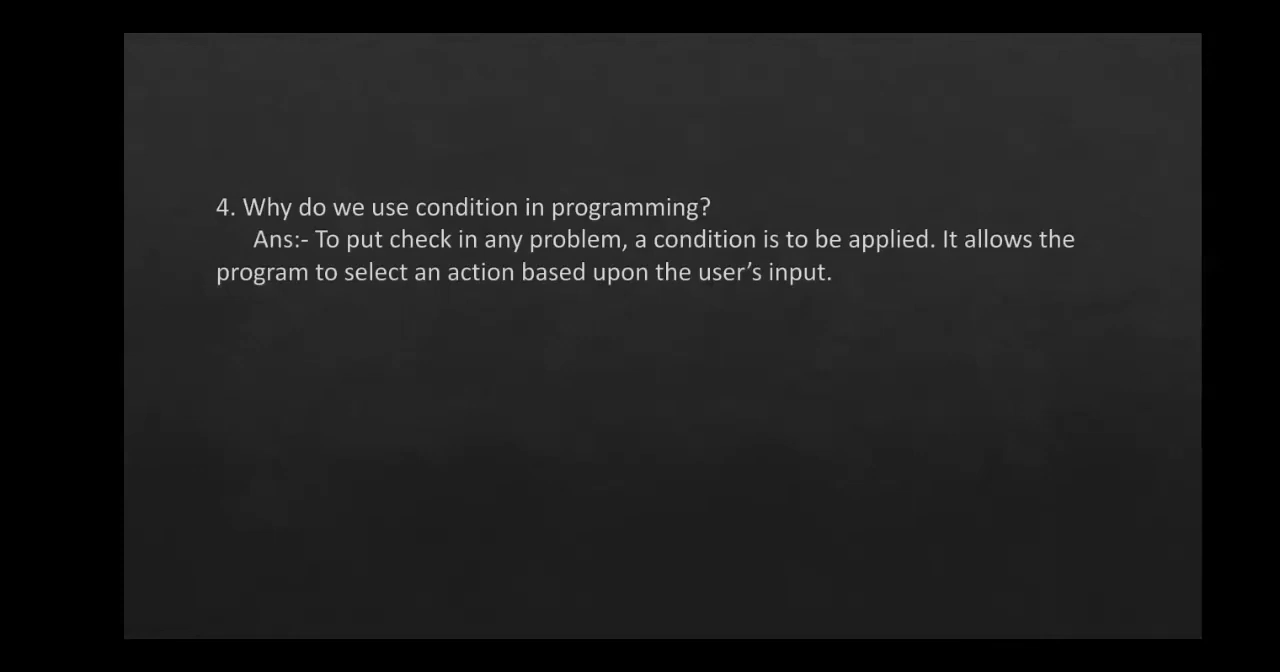 4. Why do we use condition in programming?
Ans:- To put check in any problem, a condition is to be applied. It allows the
program to select an action based upon the user’s input.